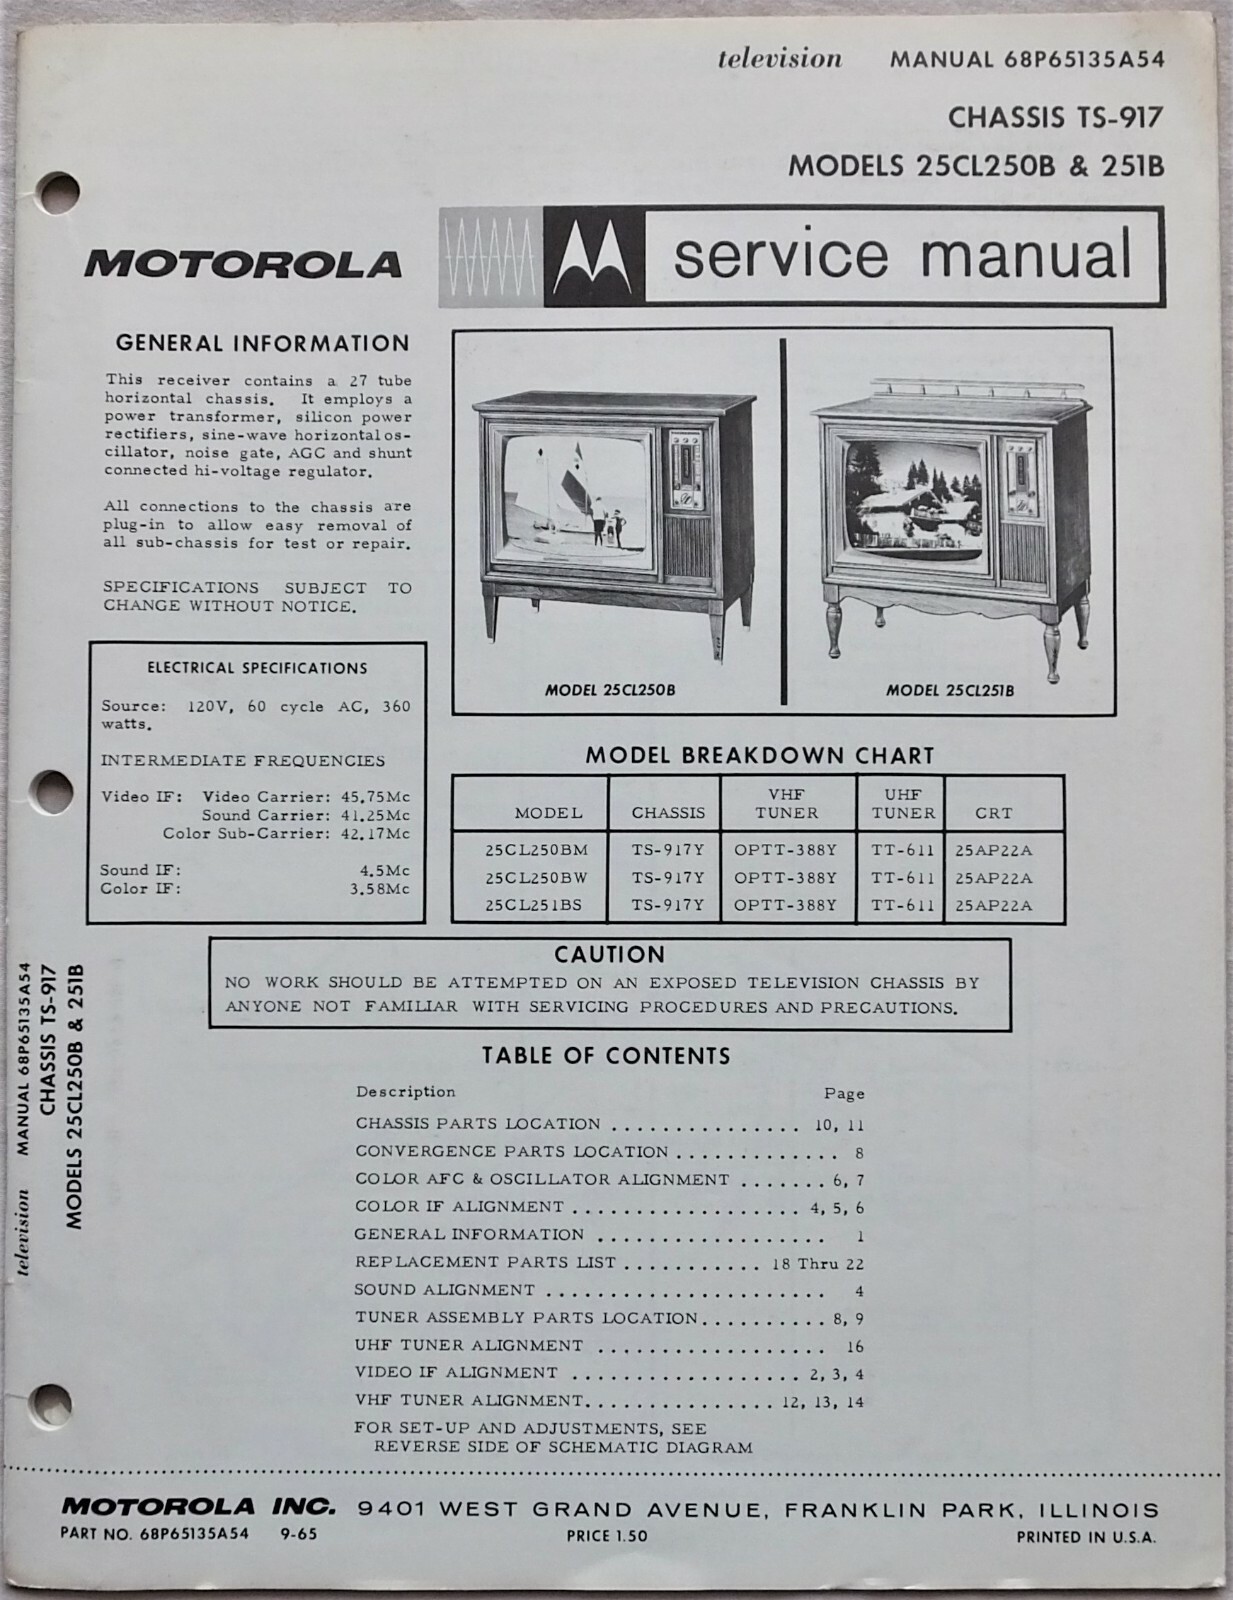 television MANUAL 68P65135A54
CHASSIS TS-917
MODELS 25CL250B & 251B
MOTOROLA
service manual
GENERAL INFORMATION
This receiver contains a 27 tube
horizontal chassis. It employs a
power transformer, silicon power
rectifiers, sine-wave horizontal os-
cillator, noise gate, AGC and shunt
connected hi-voltage regulator.
All connections to the chassis are
plug-in to allow easy removal of
all sub-chassis for test or repair.
SPECIFICATIONS SUBJECT TO
CHANGE WITHOUT NOTICE.
MODEL 25CL250B
MODEL 25CL251B
ELECTRICAL SPECIFICATIONS
Source: 120V, 60 cycle AC, 360
watts.
INTERMEDIATE FREQUENCIES
Video IF: Video Carrier: 45.75Mc
Sound Carrier: 41.25Mc
Color Sub-Carrier: 42.17Mc
Sound IF: 4.5Mc
Color IF: 3.58Mc
MODEL BREAKDOWN CHART
MODEL CHASSIS VHF TUNER UHF TUNER CRT
25CL250BM TS-917Y OPTT-388Y TT-611 25AP22A
25CL250BW TS-917Y OPTT-388Y TT-611 25AP22A
25CL251BS TS-917Y OPTT-388Y TT-611 25AP22A
CAUTION
NO WORK SHOULD BE ATTEMPTED ON AN EXPOSED TELEVISION CHASSIS BY
ANYONE NOT FAMILIAR WITH SERVICING PROCEDURES AND PRECAUTIONS.
television MANUAL 68P65135A54
CHASSIS TS-917
MODELS 25CL250B & 251B
TABLE OF CONTENTS
Description Page
CHASSIS PARTS LOCATION . . . . . . . . . . . . . . . 10, 11
CONVERGENCE PARTS LOCATION . . . . . . . . . . . . . 8
COLOR AFC & OSCILLATOR ALIGNMENT . . . . . . . 6, 7
COLOR IF ALIGNMENT . . . . . . . . . . . . . . . . . . 4, 5, 6
GENERAL INFORMATION . . . . . . . . . . . . . . . . . . 1
REPLACEMENT PARTS LIST . . . . . . . . . . . 18 Thru 22
SOUND ALIGNMENT . . . . . . . . . . . . . . . . . . . . . . 4
TUNER ASSEMBLY PARTS LOCATION. . . . . . . . . . 8, 9
UHF TUNER ALIGNMENT . . . . . . . . . . . . . . . . . . 16
VIDEO IF ALIGNMENT . . . . . . . . . . . . . . . . . . 2, 3, 4
VHF TUNER ALIGNMENT. . . . . . . . . . . . . . . 12, 13, 14
FOR SET-UP AND ADJUSTMENTS, SEE
REVERSE SIDE OF SCHEMATIC DIAGRAM
MOTOROLA INC. 9401 WEST GRAND AVENUE, FRANKLIN PARK, ILLINOIS
PART NO. 68P65135A54 9-65 PRICE 1.50 PRINTED IN U.S.A.